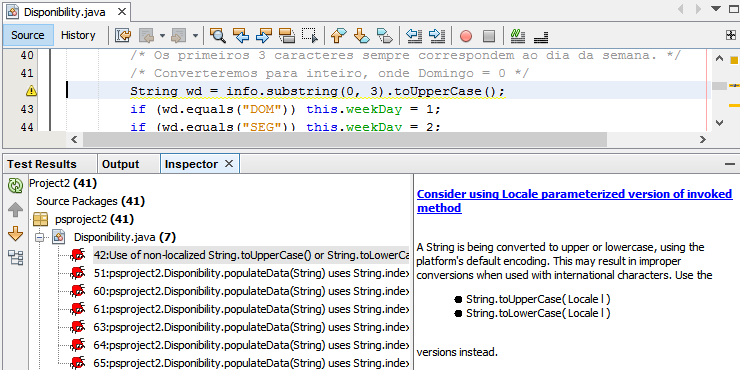 Disponibility.java
Source History
40 /* Os primeiros 3 caracteres sempre correspondem ao dia da semana. */
41 /* Converteremos para inteiro, onde Domingo = 0 */
String wd = info.substring(0, 3).toUpperCase();
43 if (wd.equals("DOM")) this.weekDay = 1;
44 if (wd.equals("SEG")) this.weekDay = 2;
Test Results Output Inspector
Project2 (41)
Source Packages (41)
psproject2 (41)
Disponibility.java (7)
42:Use of non-localized String.toUpperCase() or String.toLowerCa
51:psproject2.Disponibility.populateData(String) uses String.index
60:psproject2.Disponibility.populateData(String) uses String.index
61:psproject2.Disponibility.populateData(String) uses String.index
63:psproject2.Disponibility.populateData(String) uses String.index
64:psproject2.Disponibility.populateData(String) uses String.index
65:psproject2.Disponibility.populateData(String) uses String.index
Consider using Locale parameterized version of invoked
method
A String is being converted to upper or lowercase, using the
platform's default encoding. This may result in improper
conversions when used with international characters. Use the
● String.toUpperCase( Locale l )
● String.toLowerCase( Locale l )
versions instead.